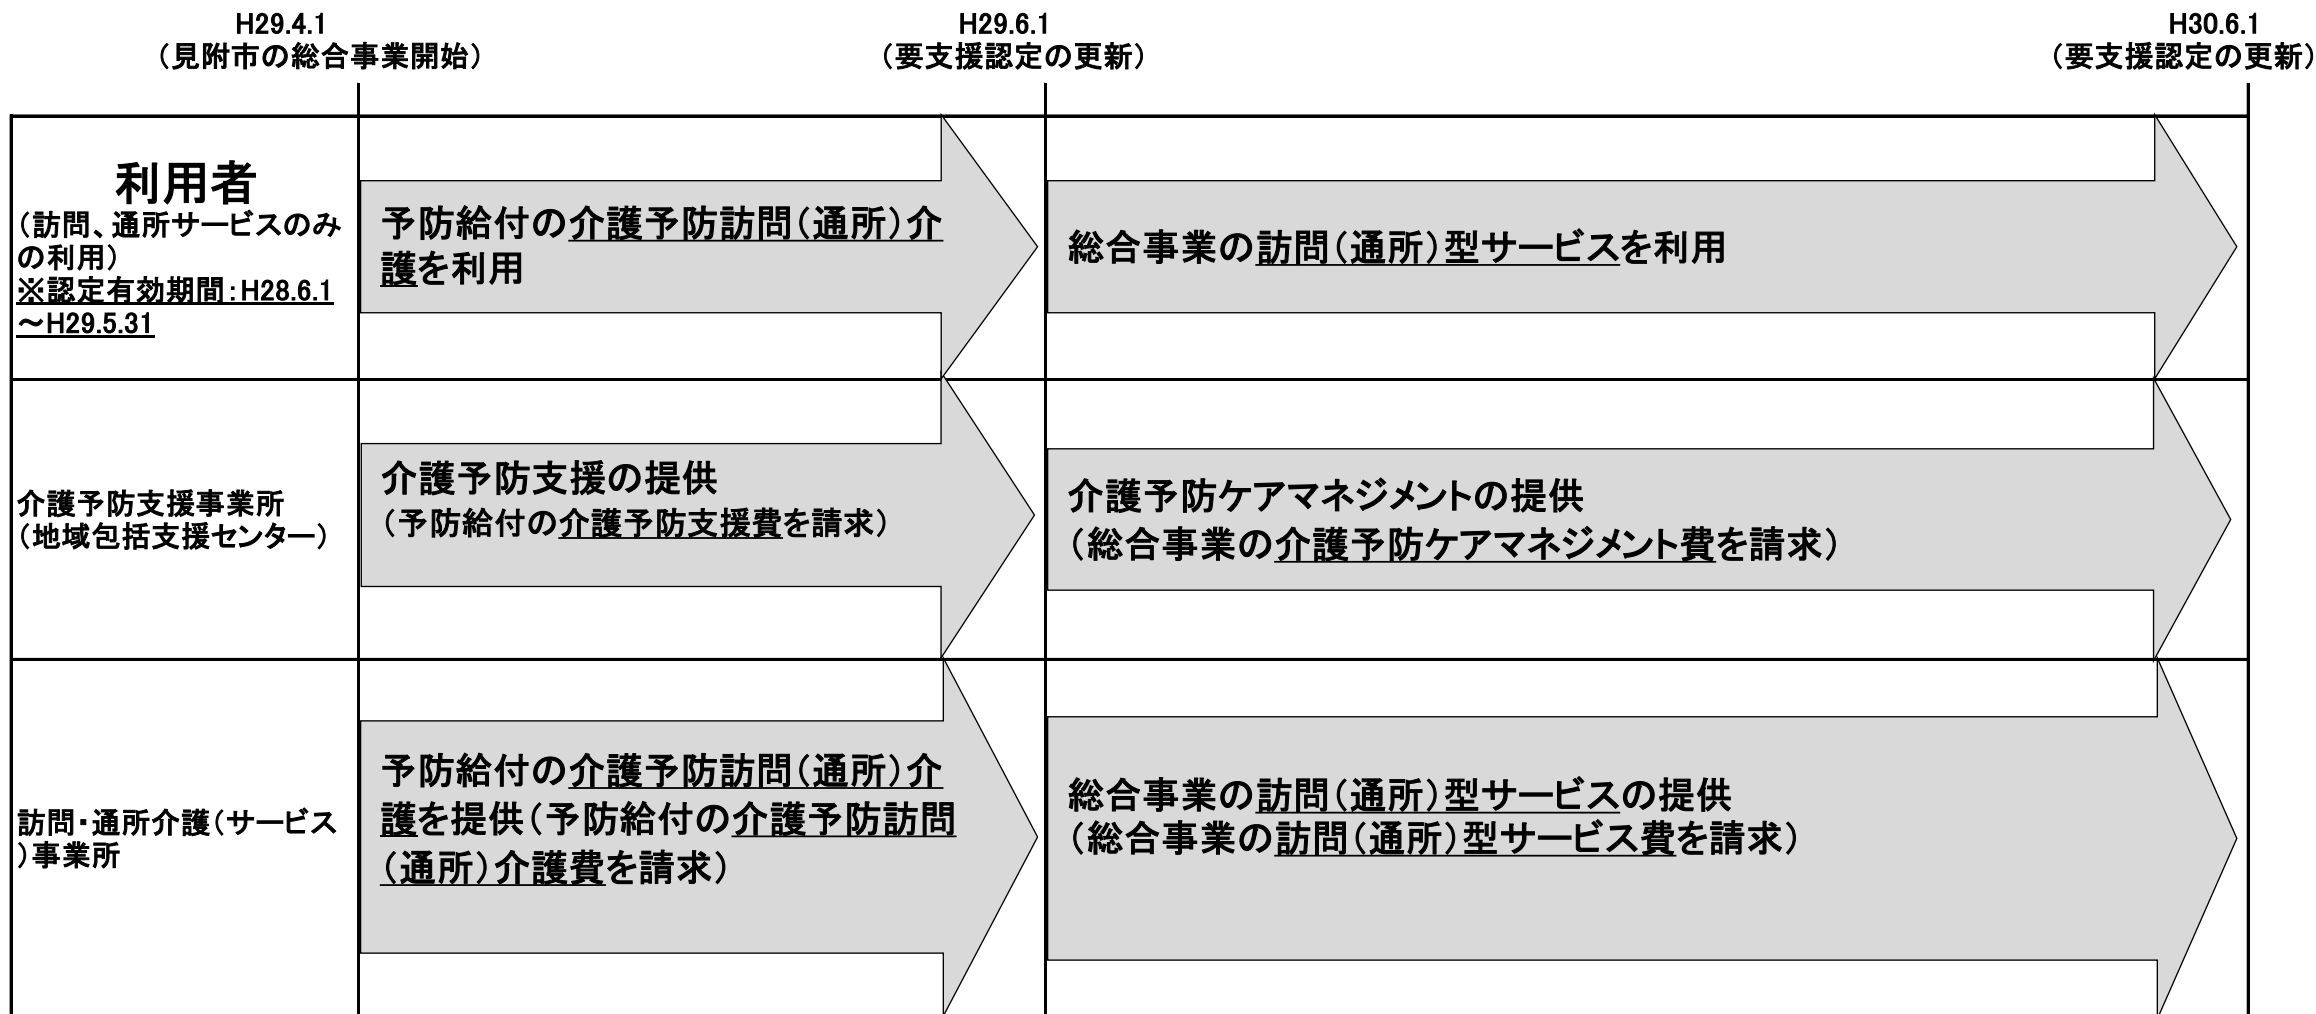 H29.4.1
（見附市の総合事業開始）
H29.6.1
（要支援認定の更新）
H30.6.1
（要支援認定の更新）
利用者
（訪問、通所サービスのみ
の利用）
※認定有効期間：H28.6.1
～H29.5.31
予防給付の介護予防訪問（通所）介
護を利用
総合事業の訪問（通所）型サービスを利用
介護予防支援事業所
（地域包括支援センター）
介護予防支援の提供
（予防給付の介護予防支援費を請求）
介護予防ケアマネジメントの提供
（総合事業の介護予防ケアマネジメント費を請求）
訪問・通所介護（サービス
）事業所
予防給付の介護予防訪問（通所）介
護を提供（予防給付の介護予防訪問
（通所）介護費を請求）
総合事業の訪問（通所）型サービスの提供
（総合事業の訪問（通所）型サービス費を請求）